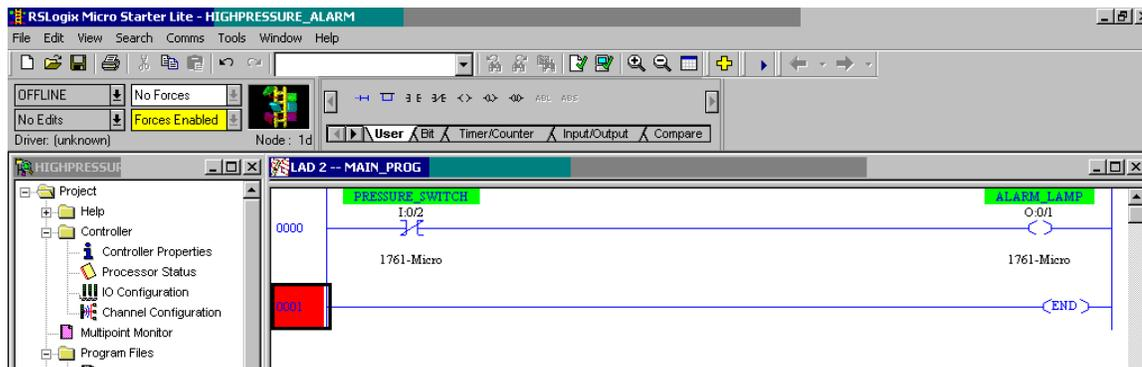 RSLogix Micro Starter Lite - HIGHPRESSURE_ALARM
File Edit View Search Comms Tools Window Help
OFFLINE No Forces
No Edits Forces Enabled
Driver: (unknown) Node : 1d
ABL ABS
User Bit Timer/Counter Input/Output Compare
HIGHPRESSUR
LAD 2 -- MAIN_PROG
Project
Help
Controller
Controller Properties
Processor Status
IO Configuration
Channel Configuration
Multipoint Monitor
Program Files
PRESSURE_SWITCH ALARM_LAMP
I:0/2 O:0/1
0000
1761-Micro 1761-Micro
0001 END